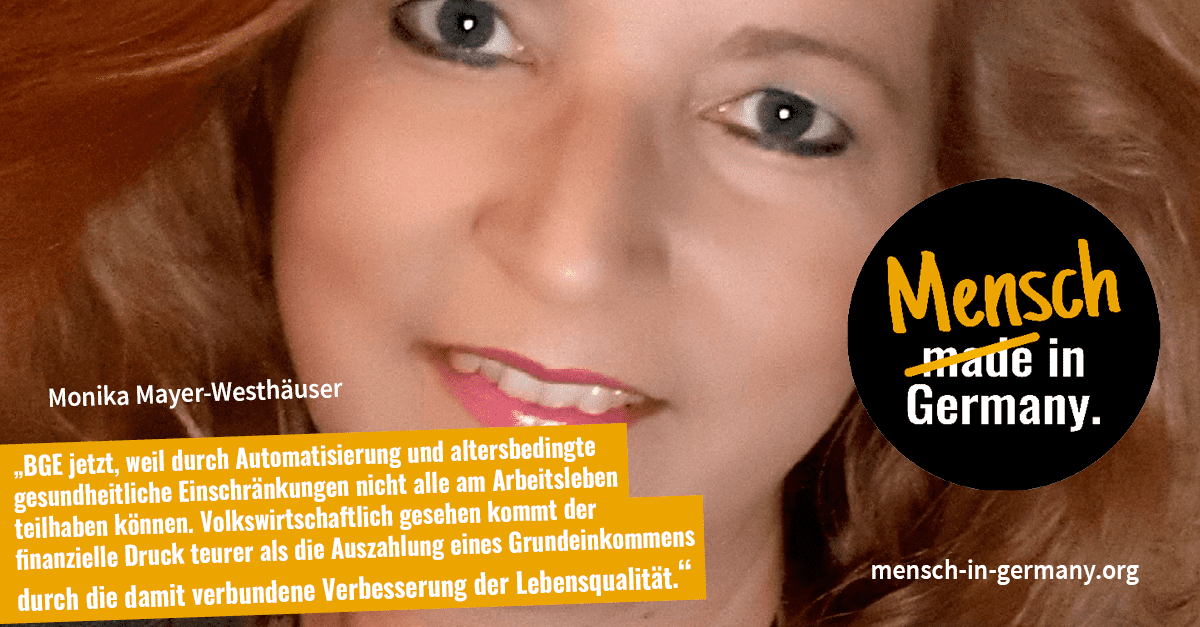 Mensch
made in
Germany.
Monika Mayer-Westhäuser
„BGE jetzt, weil durch Automatisierung und altersbedingte
gesundheitliche Einschränkungen nicht alle am Arbeitsleben
teilhaben können. Volkswirtschaftlich gesehen kommt der
finanzielle Druck teurer als die Auszahlung eines Grundeinkommens
durch die damit verbundene Verbesserung der Lebensqualität.“
mensch-in-germany.org